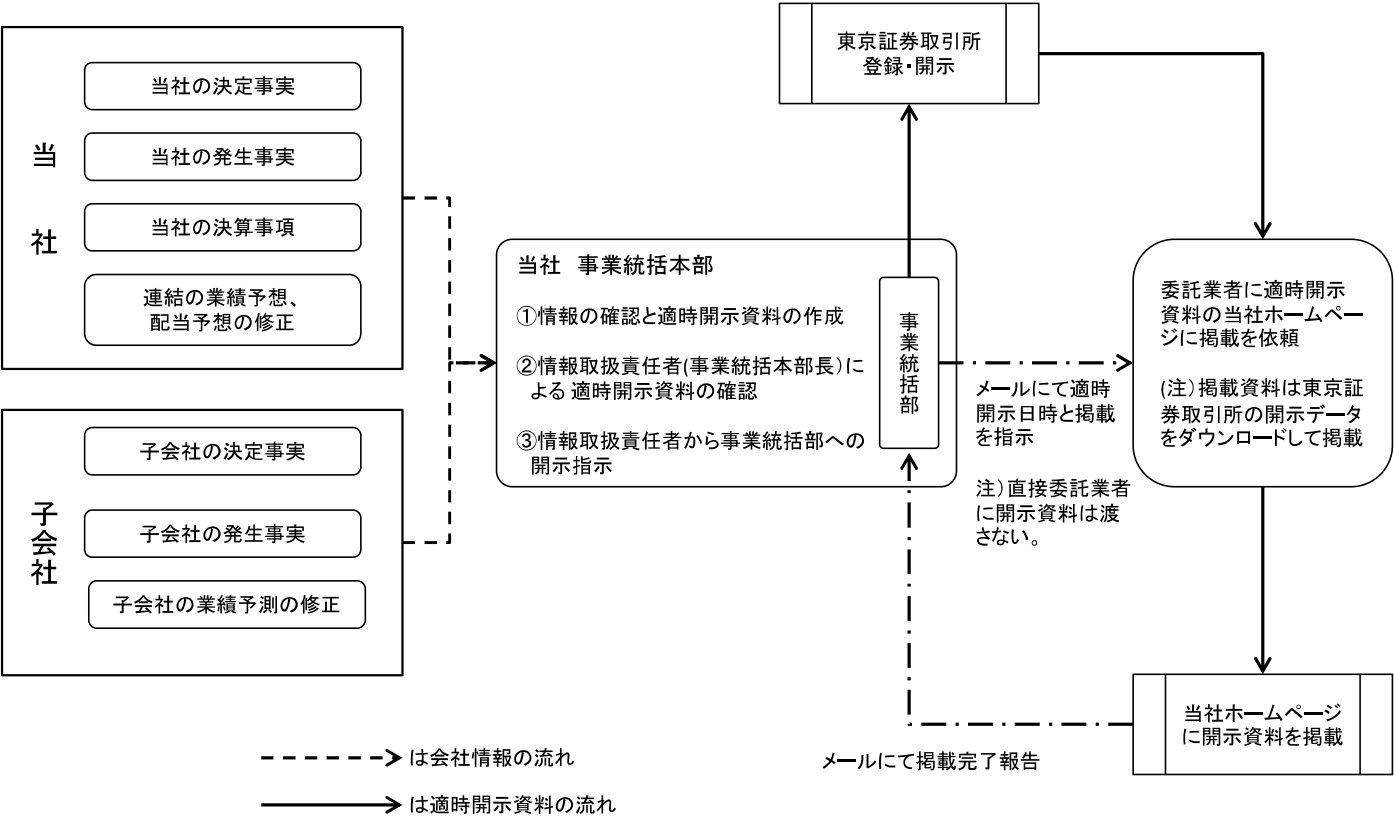 当社
当社の決定事実
当社の発生事実
当社の決算事項
連結の業績予想、
配当予想の修正
子会社
子会社の決定事実
子会社の発生事実
子会社の業績予測の修正
当社 事業統括本部
①情報の確認と適時開示資料の作成
②情報取扱責任者(事業統括本部長)に
よる 適時開示資料の確認
③情報取扱責任者から事業統括部への
開示指示
事業統括部
東京証券取引所
登録・開示
メールにて適時
開示日時と掲載
を指示
注)直接委託業者
に開示資料は渡
さない。
委託業者に適時開示
資料の当社ホームペー
ジに掲載を依頼
(注)掲載資料は東京証
券取引所の開示データ
をダウンロードして掲載
当社ホームページ
に開示資料を掲載
メールにて掲載完了報告
は会社情報の流れ
は適時開示資料の流れ